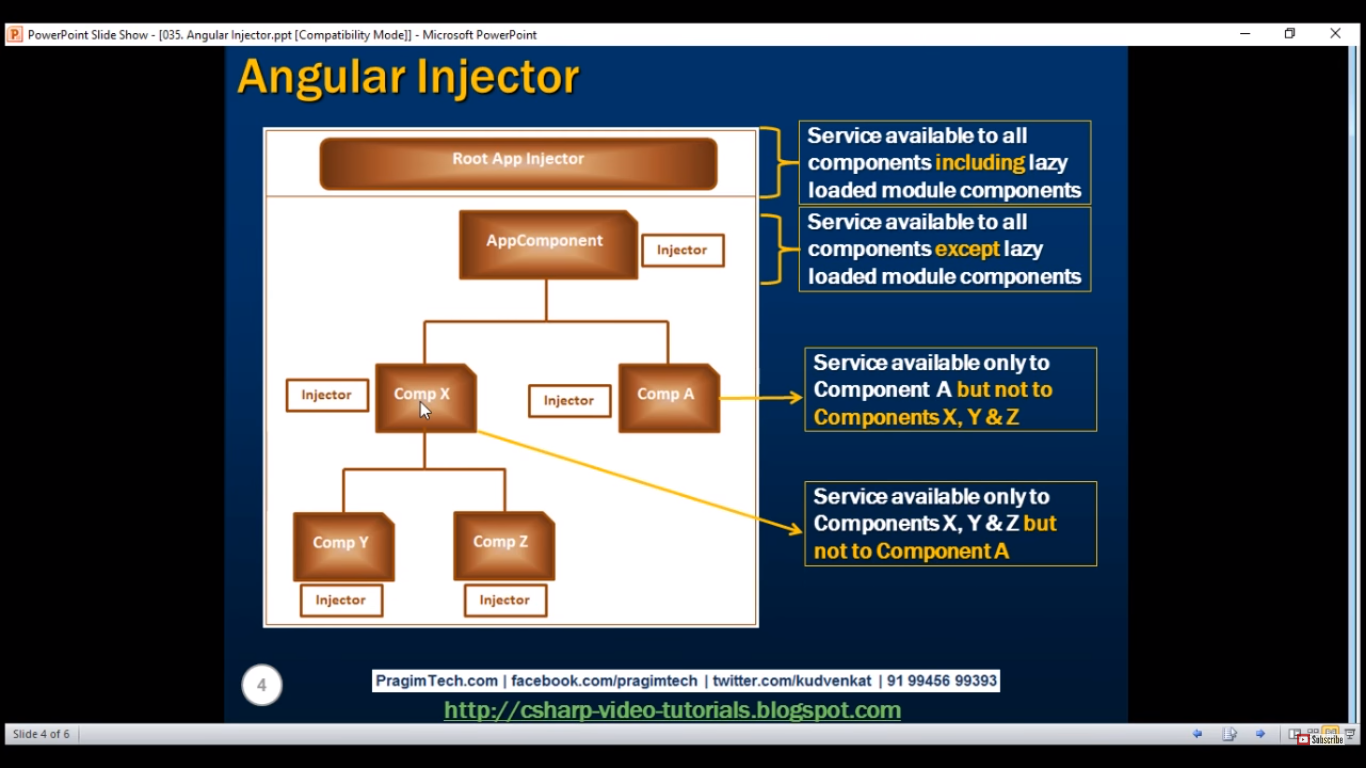 PowerPoint Slide Show - [035. Angular Injector.ppt [Compatibility Mode]] - Microsoft PowerPoint
Angular Injector
Root App Injector
Service available to all
components including lazy
loaded module components
AppComponent
Injector
Service available to all
components except lazy
loaded module components
Injector
Comp X
Injector
Comp A
Service available only to
Component A but not to
Components X, Y & Z
Comp Y
Injector
Comp Z
Injector
Service available only to
Components X, Y & Z but
not to Component A
4
PragimTech.com | facebook.com/pragimtech | twitter.com/kudvenkat | 91 99456 99393
http://csharp-video-tutorials.blogspot.com
Slide 4 of 6
Subscribe